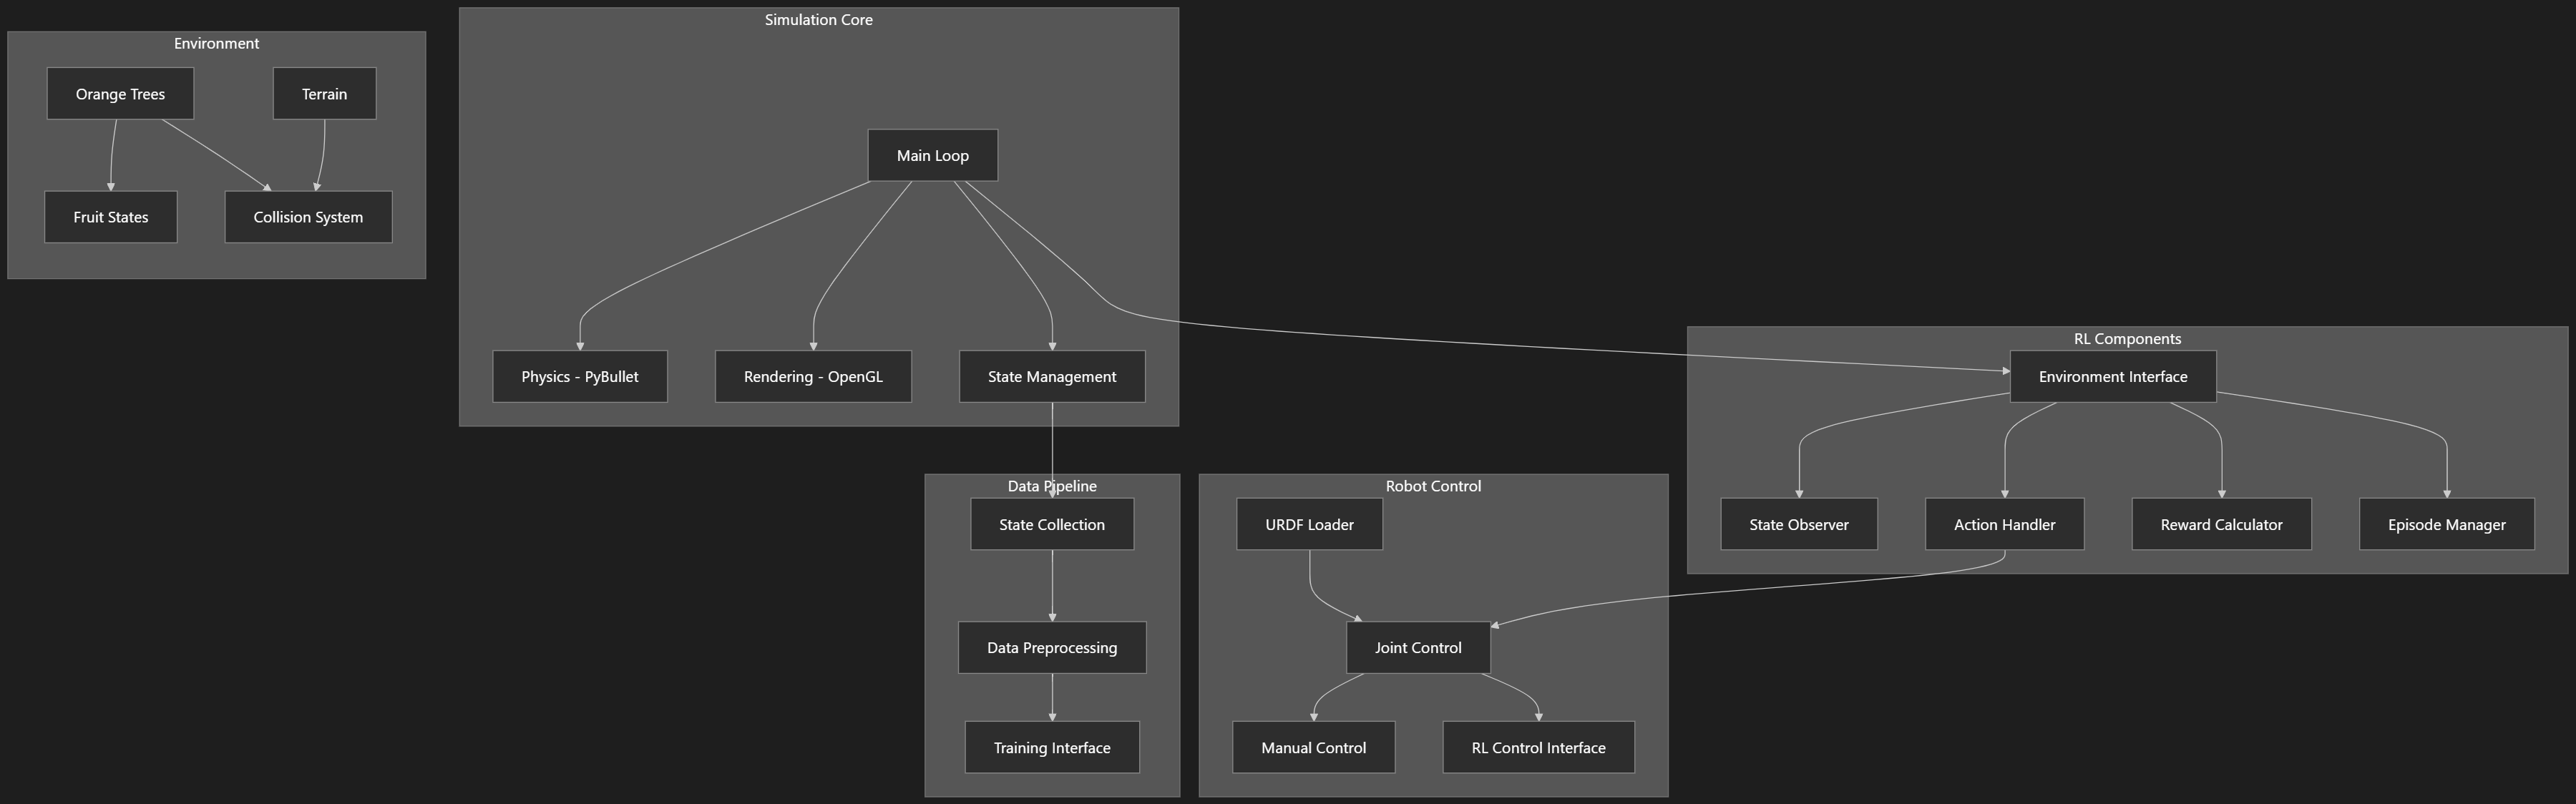 Simulation Core
Environment
Orange Trees
Terrain
Main Loop
Fruit States
Collision System
RL Components
Physics - PyBullet
Rendering - OpenGL
State Management
Environment Interface
Data Pipeline
Robot Control
State Collection
URDF Loader
State Observer
Action Handler
Reward Calculator
Episode Manager
Data Preprocessing
Joint Control
Training Interface
Manual Control
RL Control Interface